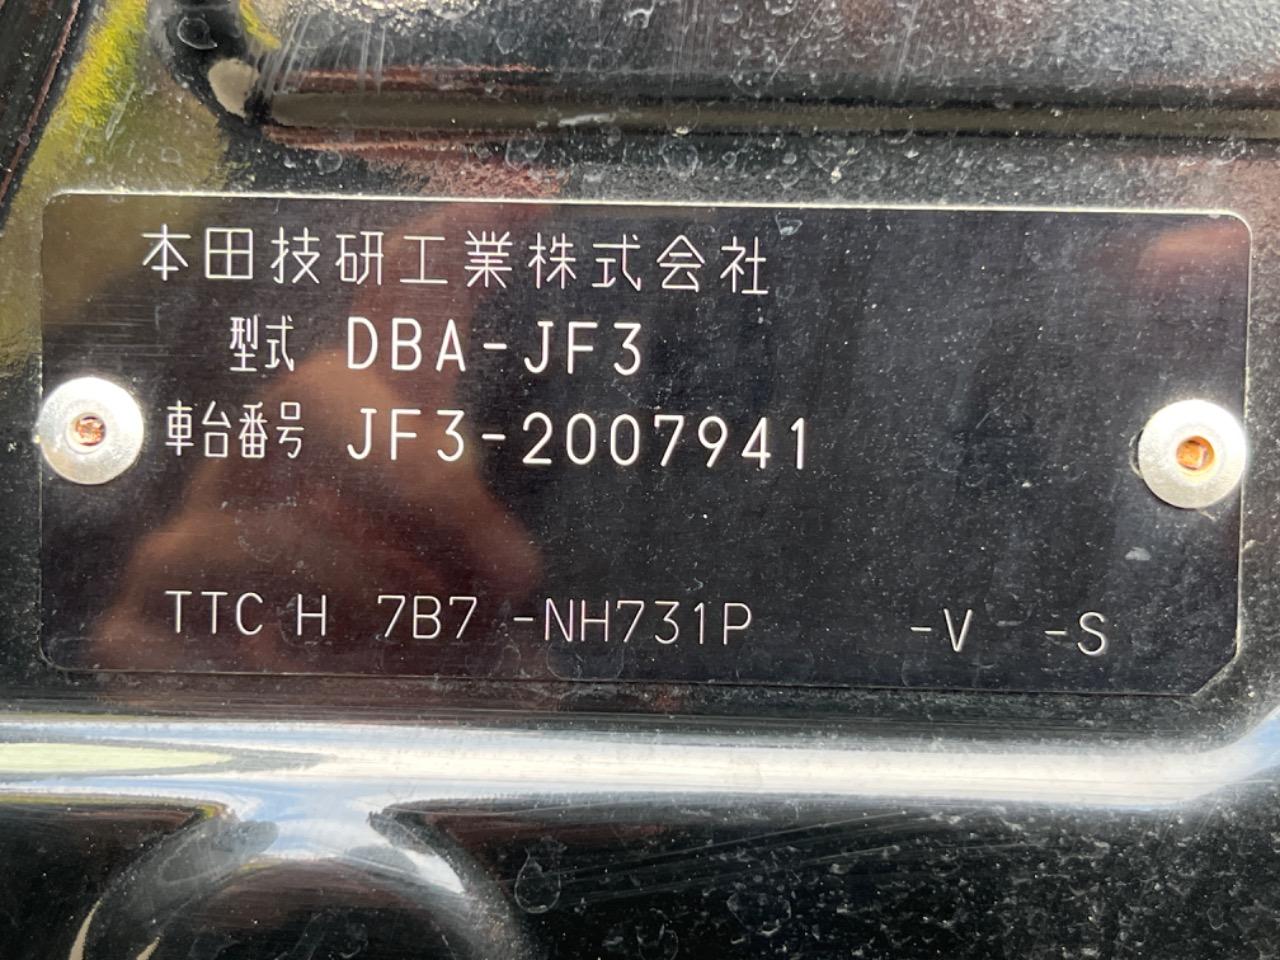 本田技研工業株式会社
型式 DBA-JF3
車台番号 JF3-2007941
TTC H 7B7 -NH731P -V -S